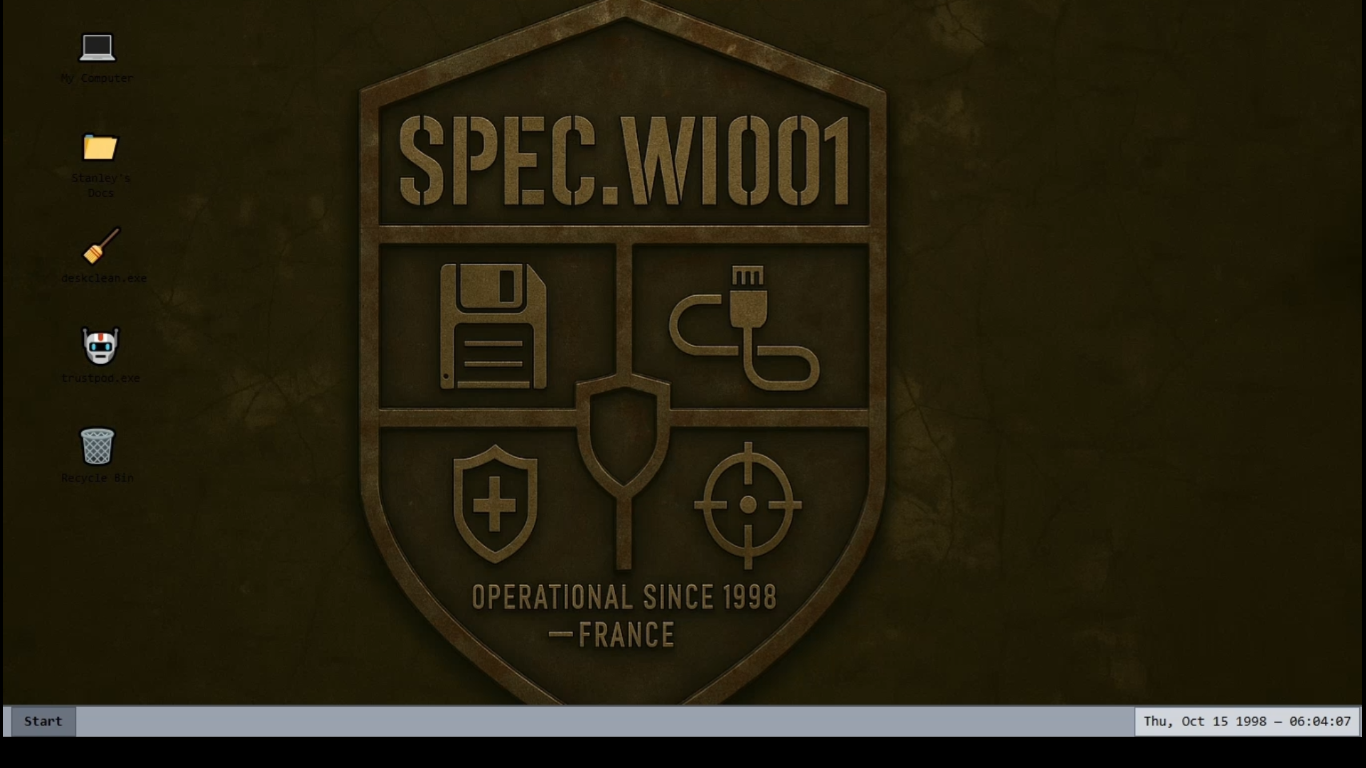 My Computer
Stanley's
Docs
deskclean.exe
trustpod.exe
Recycle Bin
SPEC.WI001
OPERATIONAL SINCE 1998
—FRANCE
Start
Thu, Oct 15 1998 — 06:04:07